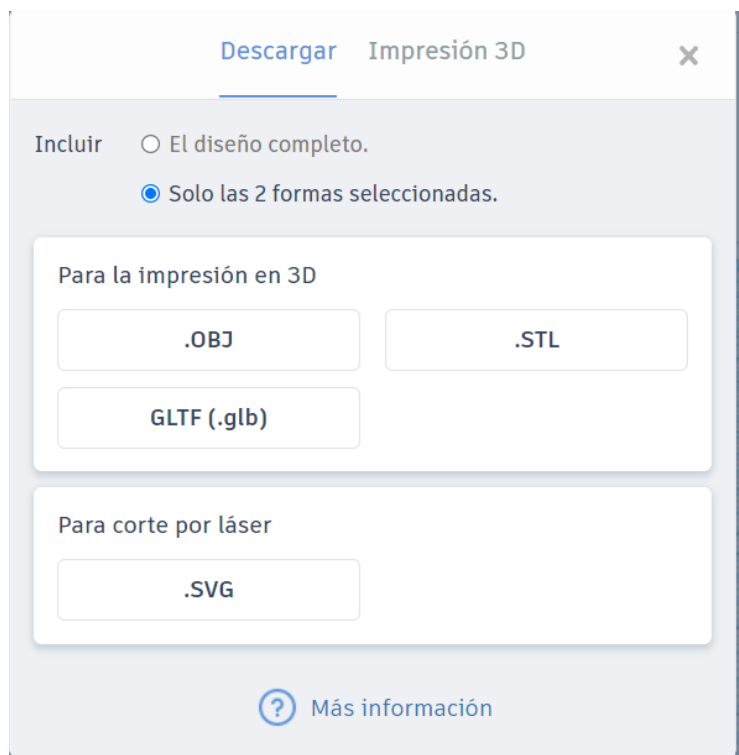 Descargar Impresión 3D ×
Incluir El diseño completo.
Solo las 2 formas seleccionadas.
Para la impresión en 3D
.OBJ .STL
GLTF (.glb)
Para corte por láser
.SVG
? Más información